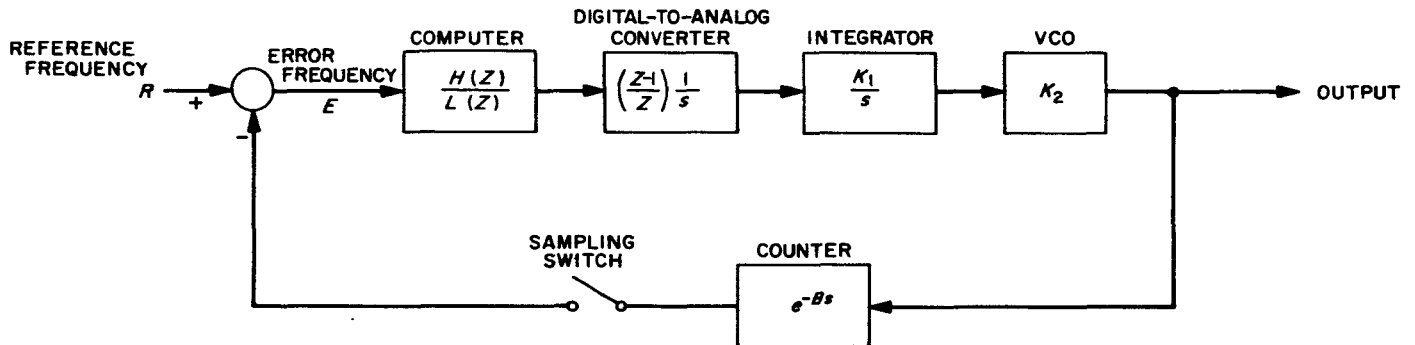 DIGITAL-TO-ANALOG
CONVERTER
COMPUTER
INTEGRATOR
VCO
REFERENCE
FREQUENCY
R
+
-
ERROR
FREQUENCY
E
H(Z)
L(Z)
(Z-1
Z) 1
s
K1
s
K2
OUTPUT
SAMPLING
SWITCH
COUNTER
e^-Bs